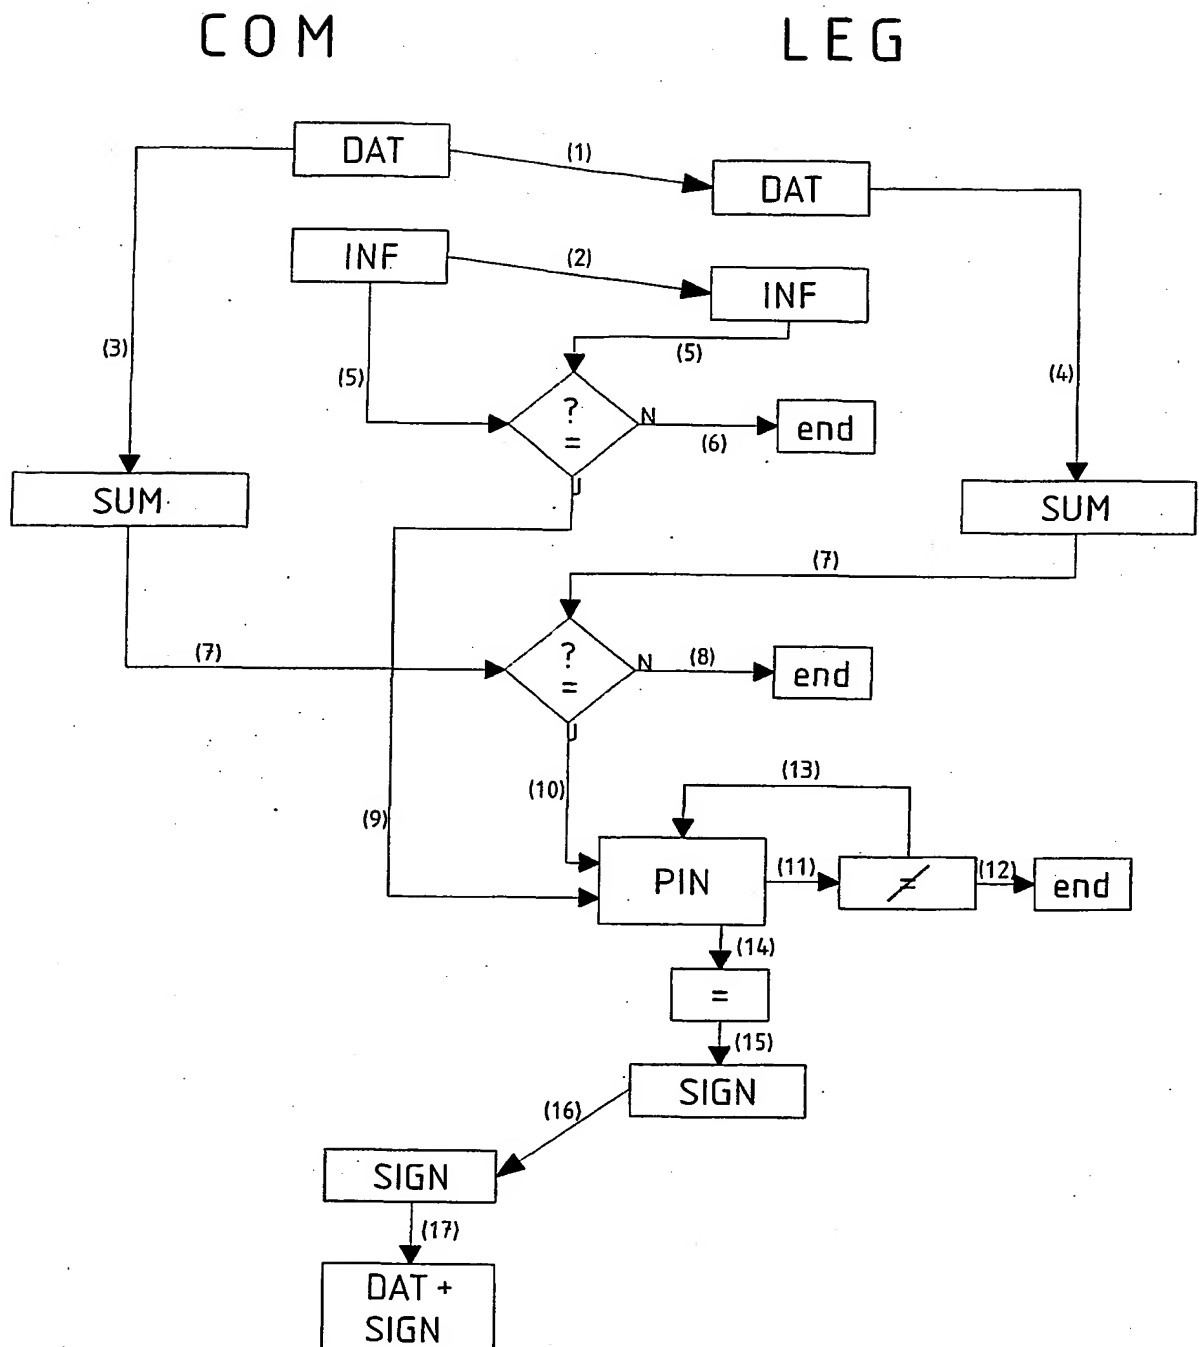 COM LEG
DAT (1) DAT
INF (2) INF
(3) (5) (5) (4)
? = N (6) end
J
SUM SUM
(7)
(7) ? = N (8) end
J
(10) (13)
(9)
PIN (11) ≠ (12) end
(14)
=
(15)
SIGN
(16)
SIGN
(17)
DAT +
SIGN